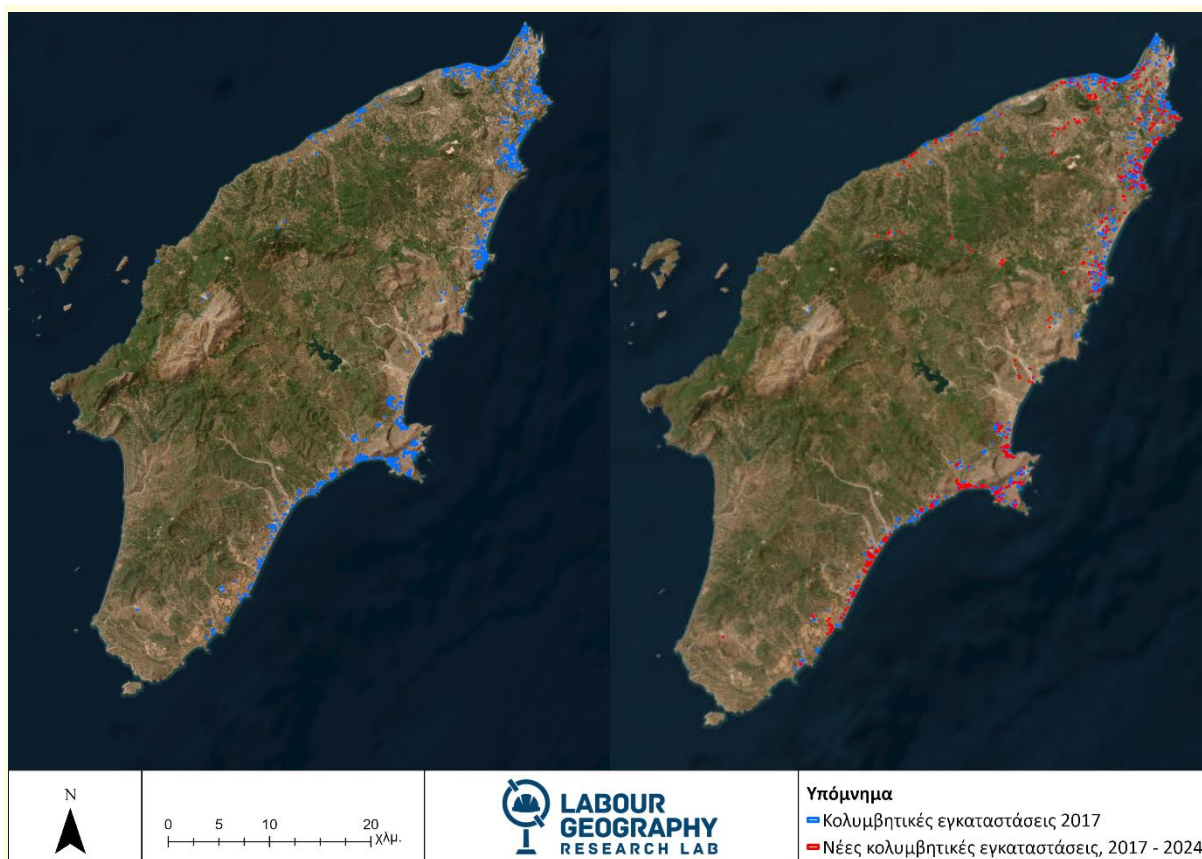 N
0 5 10 20
χλμ.
LABOUR
GEOGRAPHY
RESEARCH LAB
Υπόμνημα
Κολυμβητικές εγκαταστάσεις 2017
Νέες κολυμβητικές εγκαταστάσεις, 2017 - 2024